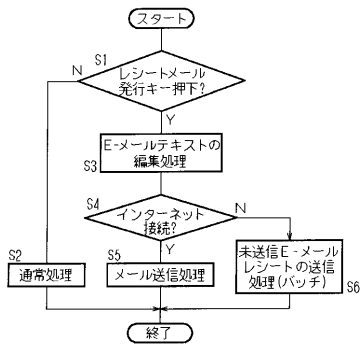 スタート
S1
レシートメール
発行キー押下?
N
Y
E-メールテキストの
編集処理
S3
S4
インターネット
接続?
N
Y
S2
通常処理
S5
メール送信処理
未送信E-メール
レシートの送信
処理(バッチ)
S6
終了